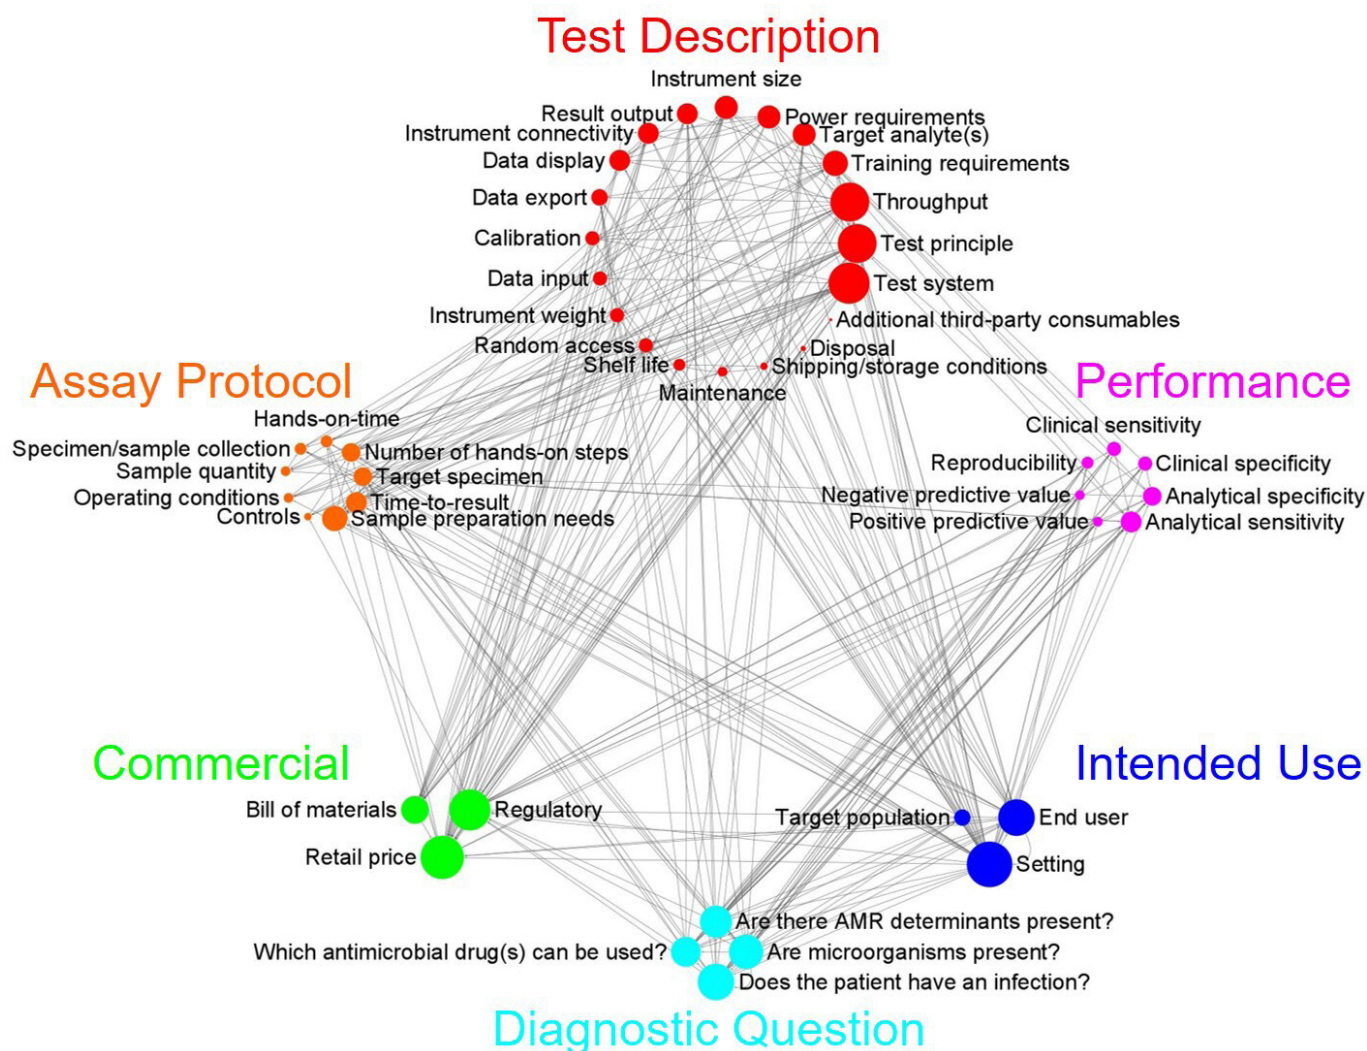 Test Description
Instrument size
Result output
Power requirements
Instrument connectivity
Target analyte(s)
Data display
Training requirements
Data export
Throughput
Calibration
Test principle
Data input
Test system
Instrument weight
Additional third-party consumables
Random access
Disposal
Shelf life
Shipping/storage conditions
Maintenance
Assay Protocol
Hands-on-time
Specimen/sample collection
Number of hands-on steps
Sample quantity
Target specimen
Operating conditions
Time-to-result
Controls
Sample preparation needs
Performance
Clinical sensitivity
Reproducibility
Clinical specificity
Negative predictive value
Analytical specificity
Positive predictive value
Analytical sensitivity
Commercial
Bill of materials
Regulatory
Retail price
Intended Use
Target population
End user
Setting
Are there AMR determinants present?
Which antimicrobial drug(s) can be used?
Are microorganisms present?
Does the patient have an infection?
Diagnostic Question